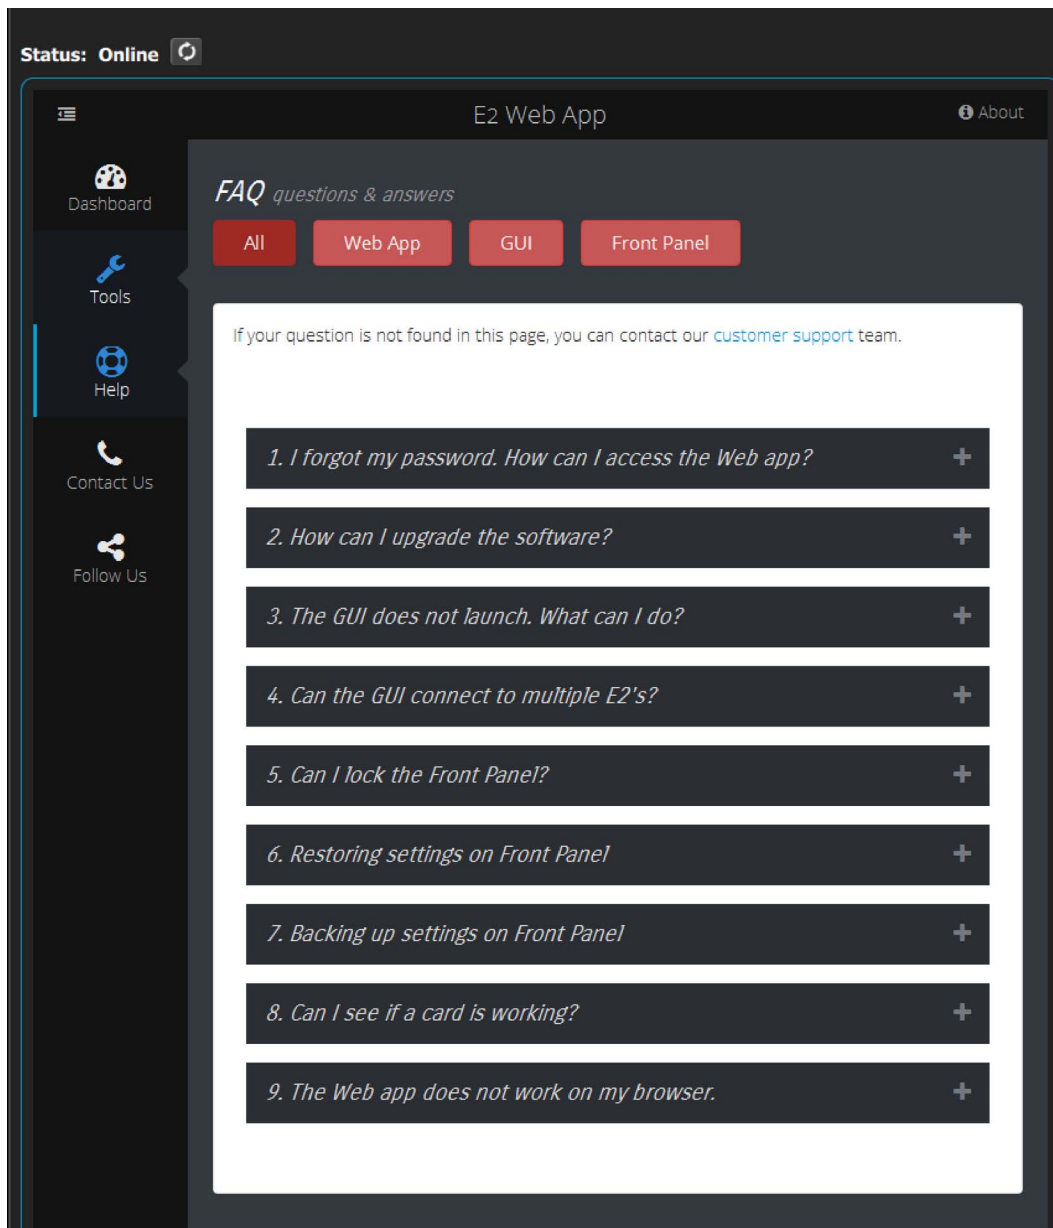 Status: Online
E2 Web App
About
Dashboard
Tools
Help
Contact Us
Follow Us
FAQ questions & answers
All
Web App
GUI
Front Panel
If your question is not found in this page, you can contact our customer support team.
1. I forgot my password. How can I access the Web app?
2. How can I upgrade the software?
3. The GUI does not launch. What can I do?
4. Can the GUI connect to multiple E2's?
5. Can I lock the Front Panel?
6. Restoring settings on Front Panel
7. Backing up settings on Front Panel
8. Can I see if a card is working?
9. The Web app does not work on my browser.